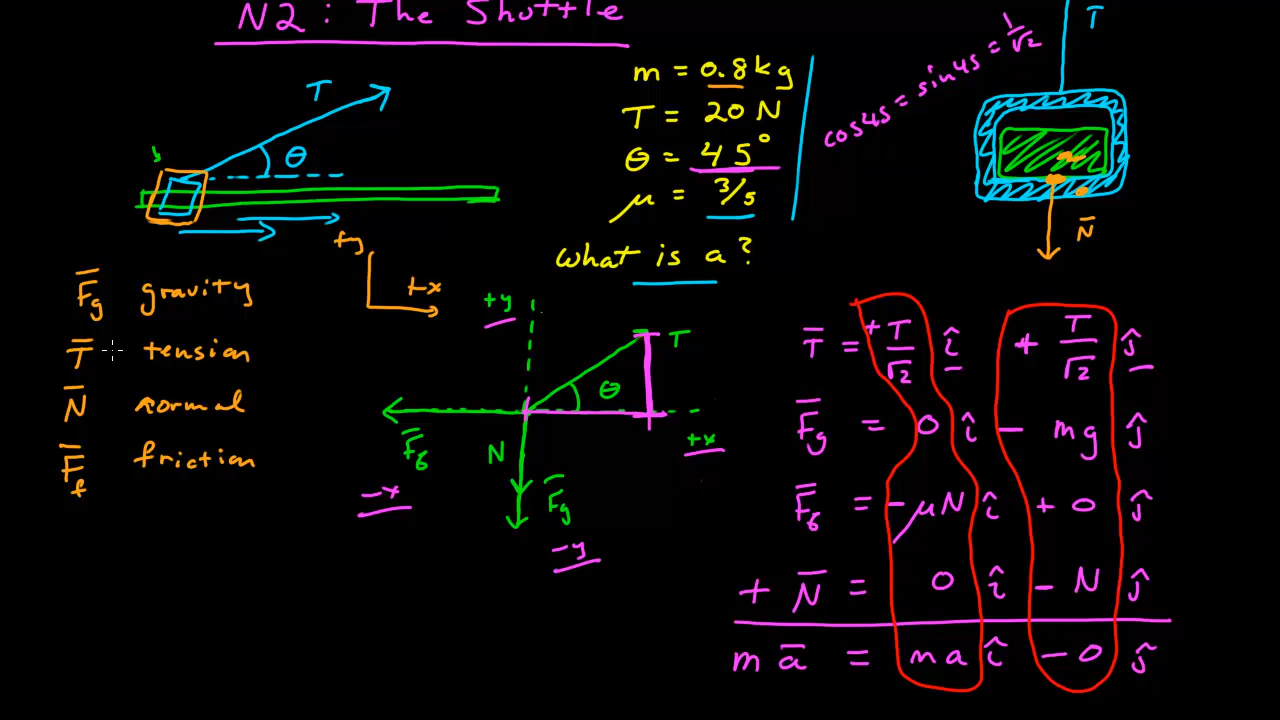 N2 : The Shuttle
m = 0.8 kg
T = 20 N
θ = 45°
μ = 3/5
cos45 = sin45 = 1/√2
What is a?
T
θ
+y
+x
F̅g gravity
T̅ tension
N̅ normal
F̅f friction
+y
T
θ
+x
F̅f
N
-x
F̅g
-y
T
N̅
T̅ = + T/√2 î + T/√2 ĵ
F̅g = 0 î - mg ĵ
F̅f = -μN î + 0 ĵ
+ N̅ = 0 î - N ĵ
m a̅ = ma î - 0 ĵ